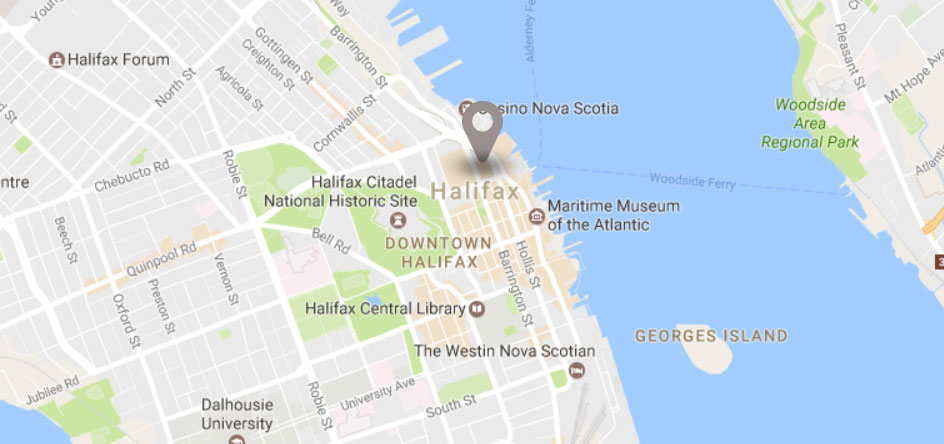 Young
Way
Barrington St
Gottingen St
Creighton St
Agricola St
North St
Halifax Forum
Cornwallis St
Alderney Fe
Pleasant St
Mt Hope Ave
Casino Nova Scotia
Woodside
Area
Regional Park
Atlantic
ntre
Chebucto Rd
Robie St
Halifax Citadel
National Historic Site
Halifax
Woodside Ferry
Maritime Museum
of the Atlantic
Beech St
Quinpool Rd
Bell Rd
DOWNTOWN
HALIFAX
Hollis St
Barrington St
Vernon St
Preston St
Oxford St
3
Halifax Central Library
GEORGES ISLAND
The Westin Nova Scotian
Jubilee Rd
University Ave
Robie St
South St
Dalhousie
University